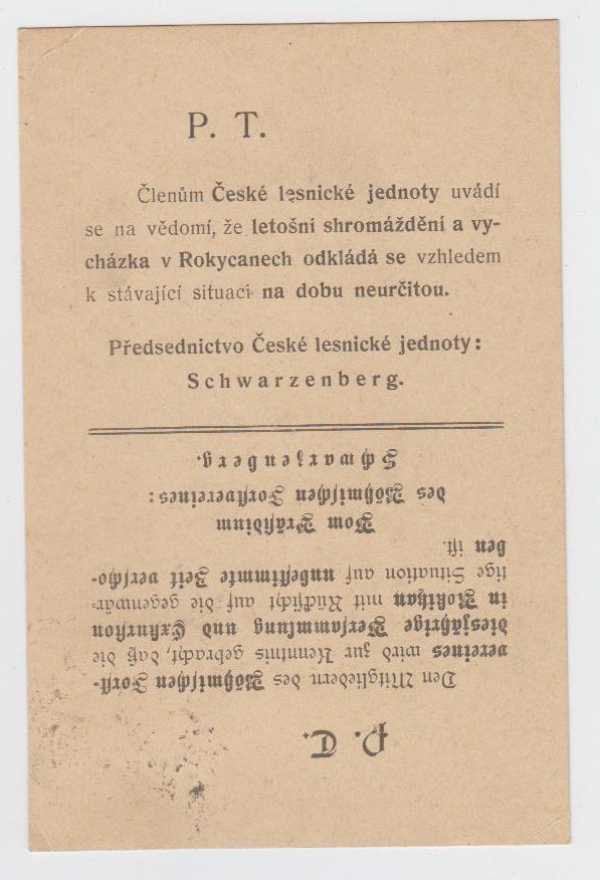 P. T.
Členům České lesnické jednoty uvádí
se na vědomí, že letošní shromáždění a vy-
cházka v Rokycanech odkládá se vzhledem
k stávající situaci na dobu neurčitou.
Předsednictvo České lesnické jednoty:
Schwarzenberg.
P. T.
Den Mitgliedern des Böhmischen Forst-
vereines wird zur Kenntnis gebracht, daß die
diesjährige Versammlung und Exkursion
in Rokitzan mit Rücksicht auf die gegenwär-
tige Situation auf unbestimmte Zeit verscho-
ben ist.
Vom Präsidium
des Böhmischen Forstvereines:
Schwarzenberg.